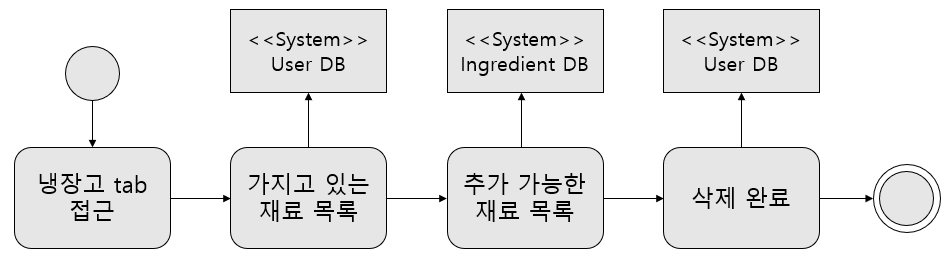 <<System>>
User DB
<<System>>
Ingredient DB
<<System>>
User DB
냉장고 tab
접근
가지고 있는
재료 목록
추가 가능한
재료 목록
삭제 완료